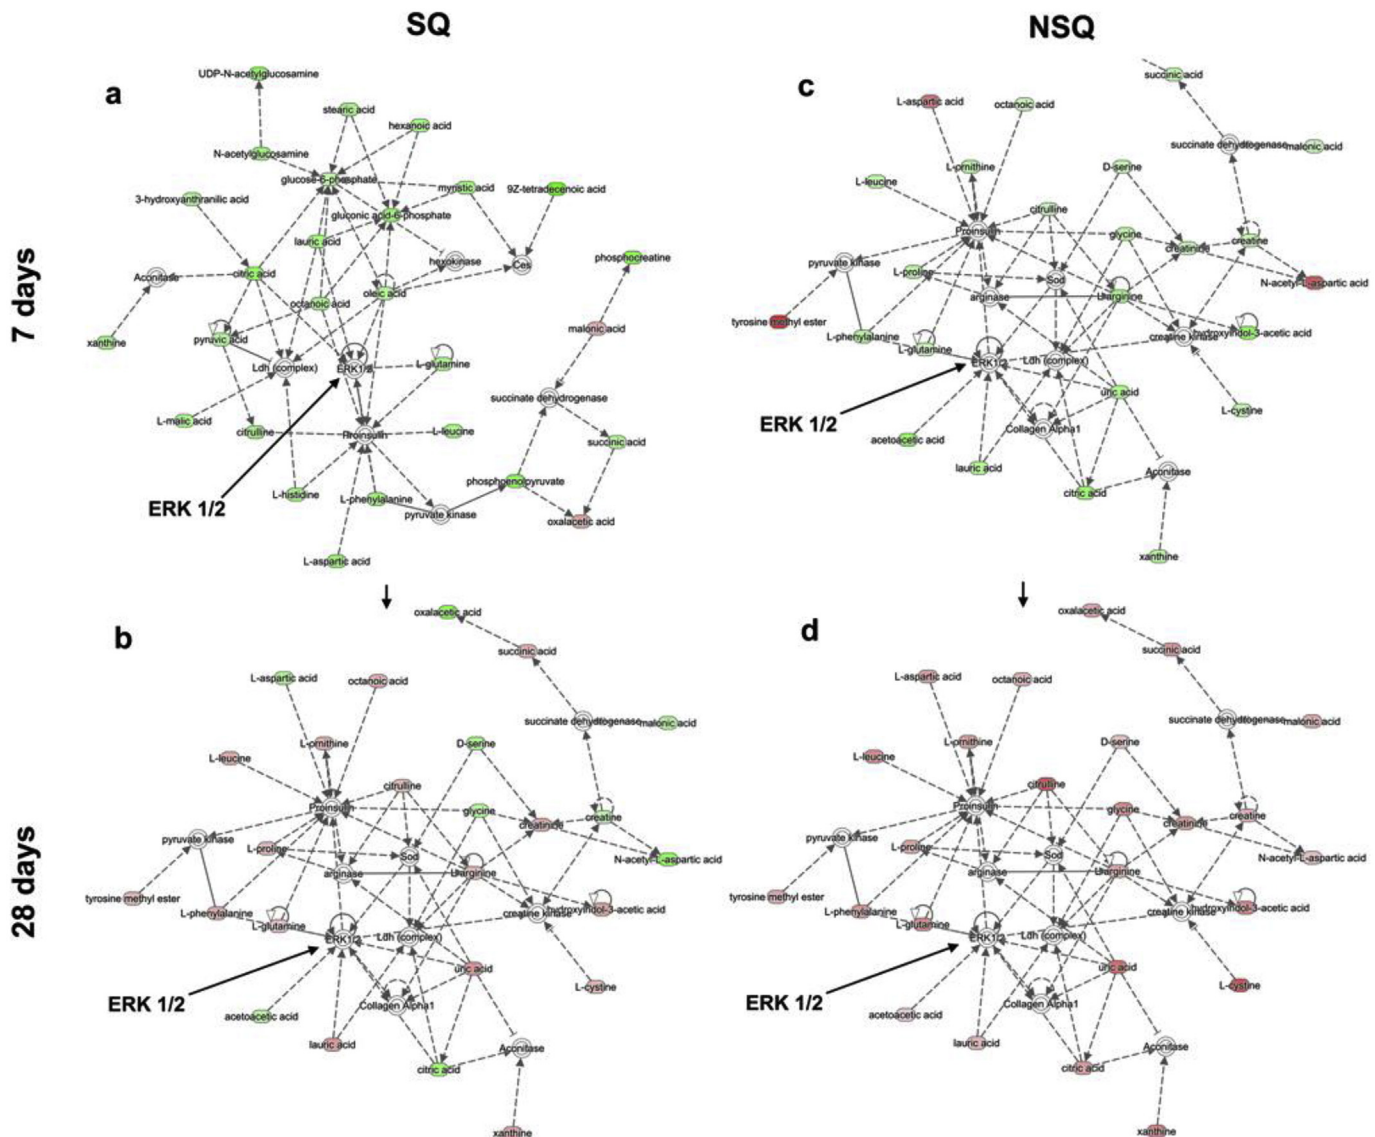 SQ
NSQ
7 days
28 days
a
UDP-N-acetylglucosamine
stearic acid
hexanoic acid
N-acetylglucosamine
glucose-6-phosphate
myristic acid
9Z-tetradecenoic acid
3-hydroxyanthranilic acid
gluconic acid-6-phosphate
lauric acid
hexokinase
Ces
phosphocreatine
Aconitase
citric acid
octanoic acid
oleic acid
malonic acid
xanthine
pyruvic acid
Ldh (complex)
ERK1/2
L-glutamine
succinate dehydrogenase
L-malic acid
citrulline
Proinsulin
L-leucine
succinic acid
ERK 1/2
L-histidine
L-phenylalanine
phosphoenolpyruvate
pyruvate kinase
oxalacetic acid
L-aspartic acid
c
succinic acid
L-aspartic acid
octanoic acid
succinate dehydrogenase
malonic acid
L-ornithine
D-serine
L-leucine
citrulline
Proinsulin
glycine
creatinine
creatine
pyruvate kinase
L-proline
Sod
N-acetyl-L-aspartic acid
arginase
L-arginine
tyrosine methyl ester
L-phenylalanine
L-glutamine
creatine kinase
hydroxyindol-3-acetic acid
ERK1/2
Ldh (complex)
uric acid
L-cystine
ERK 1/2
acetoacetic acid
Collagen Alpha1
lauric acid
Aconitase
citric acid
xanthine
b
oxalacetic acid
succinic acid
L-aspartic acid
octanoic acid
succinate dehydrogenase
malonic acid
L-ornithine
D-serine
L-leucine
citrulline
Proinsulin
glycine
creatinine
creatine
pyruvate kinase
L-proline
Sod
N-acetyl-L-aspartic acid
arginase
L-arginine
tyrosine methyl ester
L-phenylalanine
L-glutamine
creatine kinase
hydroxyindol-3-acetic acid
ERK1/2
Ldh (complex)
uric acid
L-cystine
ERK 1/2
acetoacetic acid
Collagen Alpha1
lauric acid
Aconitase
citric acid
xanthine
d
oxalacetic acid
succinic acid
L-aspartic acid
octanoic acid
succinate dehydrogenase
malonic acid
L-ornithine
D-serine
L-leucine
citrulline
Proinsulin
glycine
creatinine
creatine
pyruvate kinase
L-proline
Sod
N-acetyl-L-aspartic acid
arginase
L-arginine
tyrosine methyl ester
L-phenylalanine
L-glutamine
creatine kinase
hydroxyindol-3-acetic acid
ERK1/2
Ldh (complex)
uric acid
L-cystine
ERK 1/2
acetoacetic acid
Collagen Alpha1
lauric acid
Aconitase
citric acid
xanthine